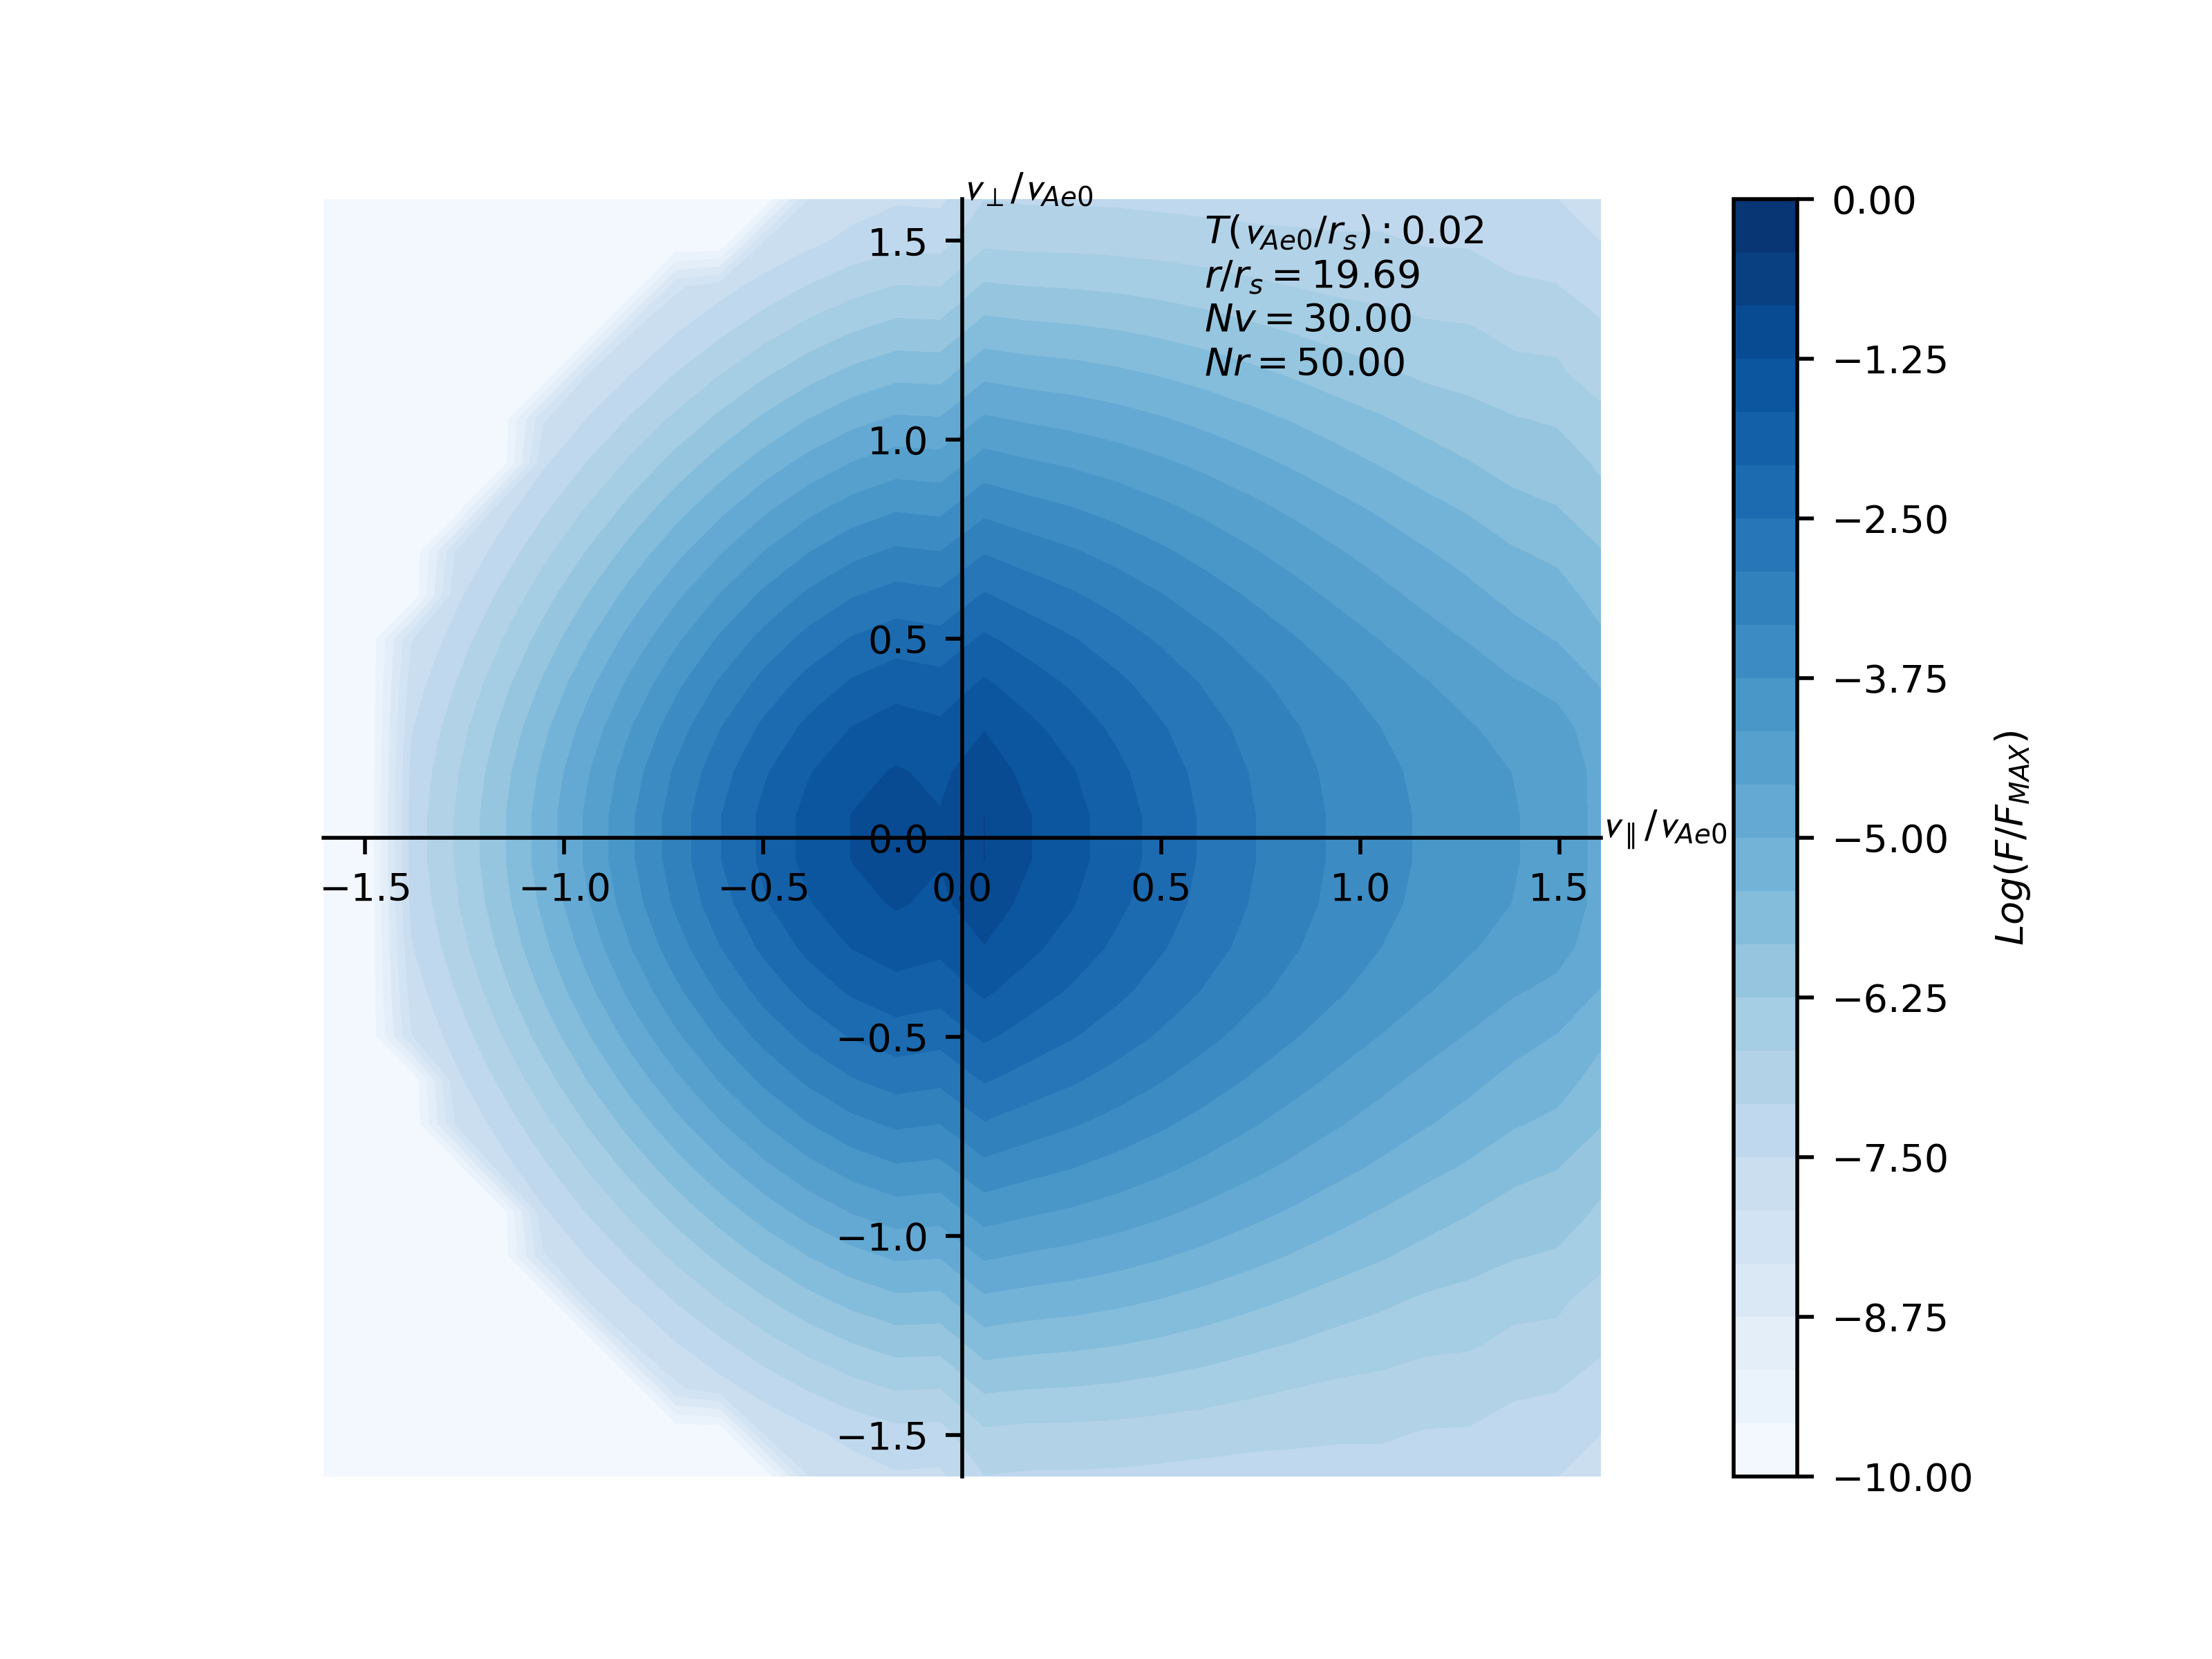 v⊥/vAe0
T(vAe0/rs) : 0.02
r/rs = 19.69
Nv = 30.00
Nr = 50.00
1.5
1.0
0.5
0.0
−0.5
−1.0
−1.5
−1.5 −1.0 −0.5 0.0 0.5 1.0 1.5
v∥/vAe0
0.00
−1.25
−2.50
−3.75
−5.00
−6.25
−7.50
−8.75
−10.00
Log(F/FMAX)